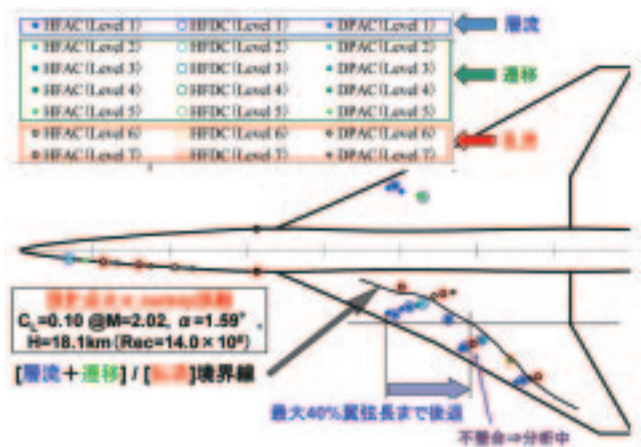 HFAC(Level 1) HFDC(Level 1) DPAC(Level 1) 層流
HFAC(Level 2) HFDC(Level 2) DPAC(Level 2)
HFAC(Level 3) HFDC(Level 3) DPAC(Level 3) 遷移
HFAC(Level 4) HFDC(Level 4) DPAC(Level 4)
HFAC(Level 5) HFDC(Level 5) DPAC(Level 5)
HFAC(Level 6) HFDC(Level 6) DPAC(Level 6) 乱流
HFAC(Level 7) HFDC(Level 7) DPAC(Level 7)
C_L=0.10 @M=2.02, α=1.59°,
H=18.1km(Rec=14.0×10⁶)
[層流+遷移]/[乱流]境界線
最大40%翼弦長まで後退
不整合⇒分析中